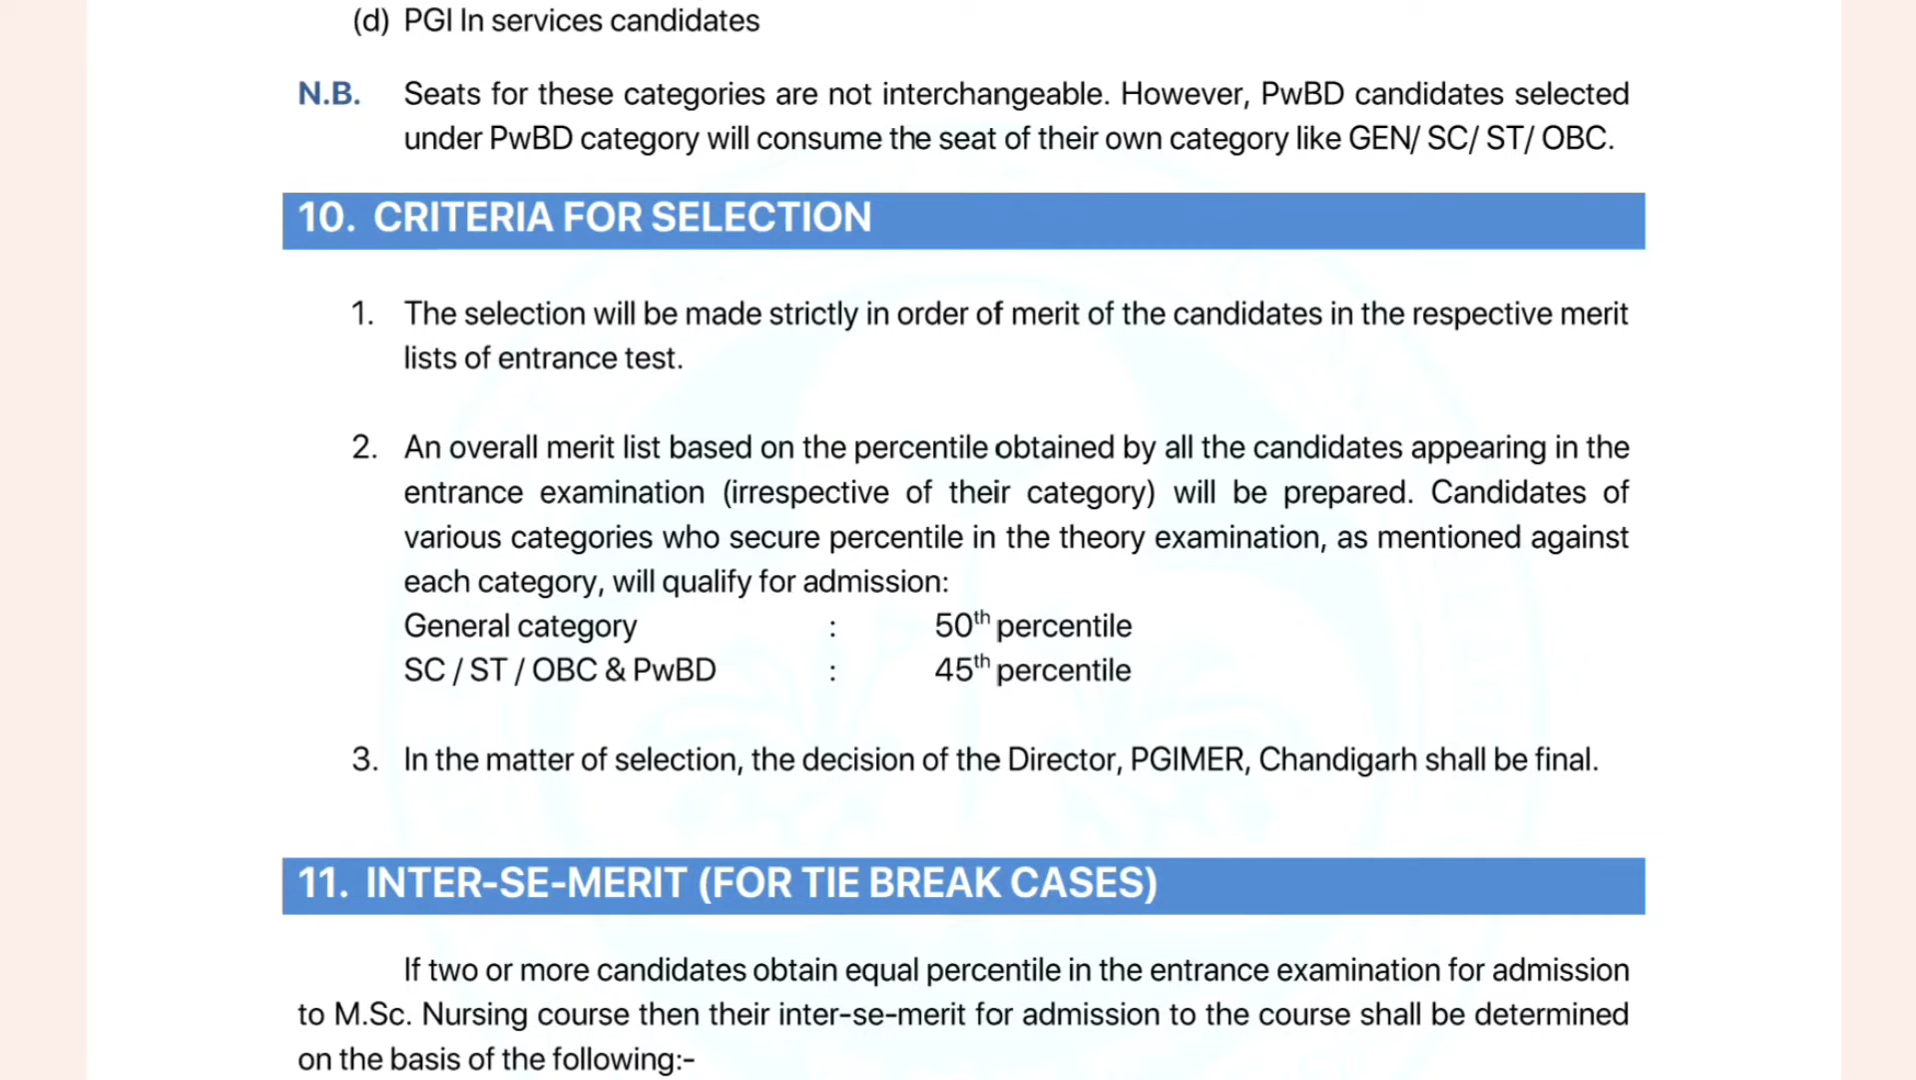 (d) PGI In services candidates
N.B. Seats for these categories are not interchangeable. However, PwBD candidates selected
under PwBD category will consume the seat of their own category like GEN/ SC/ ST/ OBC.
10. CRITERIA FOR SELECTION
1. The selection will be made strictly in order of merit of the candidates in the respective merit
lists of entrance test.
2. An overall merit list based on the percentile obtained by all the candidates appearing in the
entrance examination (irrespective of their category) will be prepared. Candidates of
various categories who secure percentile in the theory examination, as mentioned against
each category, will qualify for admission:
General category : 50th percentile
SC / ST / OBC & PwBD : 45th percentile
3. In the matter of selection, the decision of the Director, PGIMER, Chandigarh shall be final.
11. INTER-SE-MERIT (FOR TIE BREAK CASES)
If two or more candidates obtain equal percentile in the entrance examination for admission
to M.Sc. Nursing course then their inter-se-merit for admission to the course shall be determined
on the basis of the following:-